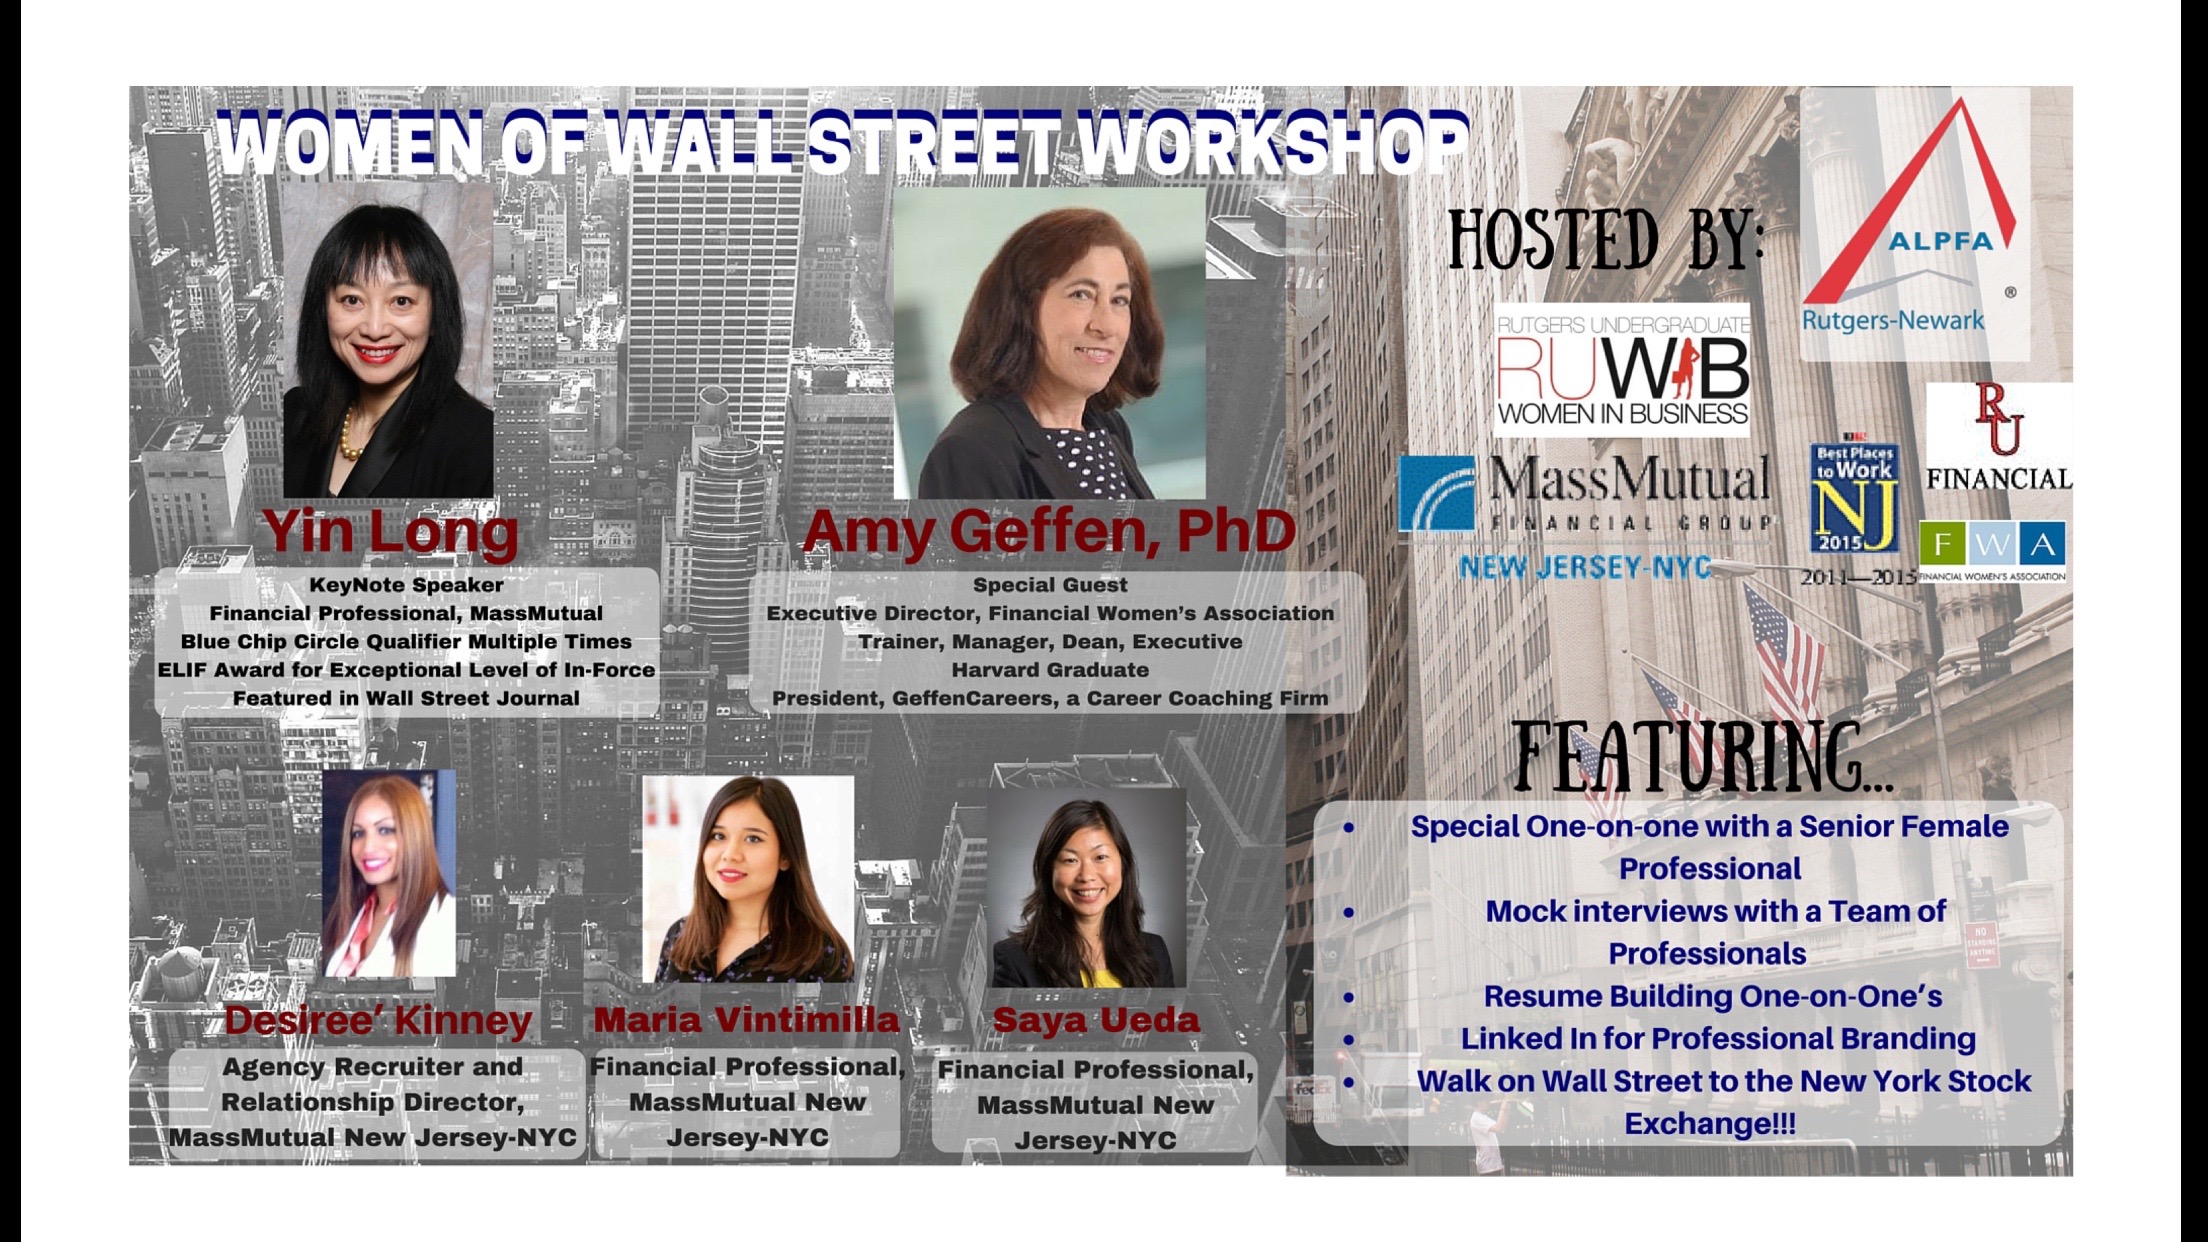 WOMEN OF WALL STREET WORKSHOP
Yin Long
KeyNote Speaker
Financial Professional, MassMutual
Blue Chip Circle Qualifier Multiple Times
ELIF Award for Exceptional Level of In-Force
Featured in Wall Street Journal
Amy Geffen, PhD
Special Guest
Executive Director, Financial Women's Association
Trainer, Manager, Dean, Executive
Harvard Graduate
President, GeffenCareers, a Career Coaching Firm
Desiree' Kinney
Agency Recruiter and
Relationship Director,
MassMutual New Jersey-NYC
Maria Vintimilla
Financial Professional,
MassMutual New
Jersey-NYC
Saya Ueda
Financial Professional,
MassMutual New
Jersey-NYC
HOSTED BY:
ALPFA
®
Rutgers-Newark
RUTGERS UNDERGRADUATE
RUWIB
WOMEN IN BUSINESS
MassMutual
FINANCIAL GROUP
NEW JERSEY-NYC
Best Places
to Work
NJ
2015
2011—2015
RU
FINANCIAL
FWA
FINANCIAL WOMEN'S ASSOCIATION
FEATURING...
• Special One-on-one with a Senior Female
Professional
• Mock interviews with a Team of
Professionals
• Resume Building One-on-One's
• Linked In for Professional Branding
• Walk on Wall Street to the New York Stock
Exchange!!!
NO
STANDING
ANYTIME
FedEx